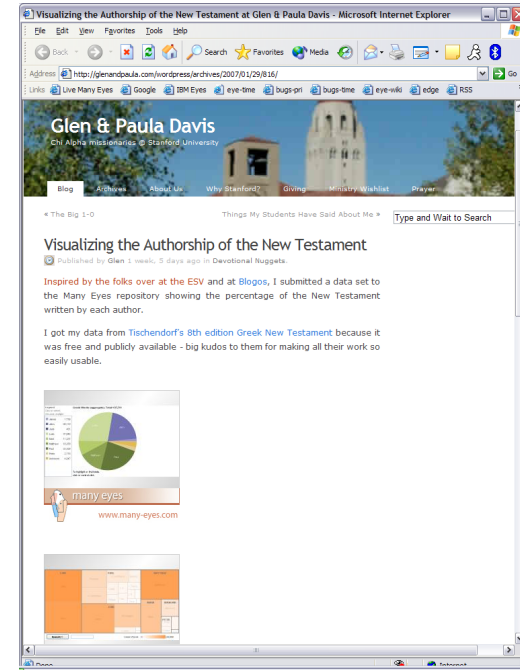 Visualizing the Authorship of the New Testament at Glen & Paula Davis - Microsoft Internet Explorer
File Edit View Favorites Tools Help
Back Search Favorites Media
Address http://glenandpaula.com/wordpress/archives/2007/01/29/816/ Go
Links Live Many Eyes Google IBM Eyes eye-time bugs-pri bugs-time eye-wiki edge RSS
Glen & Paula Davis
Chi Alpha missionaries @ Stanford University
Blog Archives About Us Why Stanford? Giving Ministry Wishlist Prayer
« The Big 1-0 Things My Students Have Said About Me »
Type and Wait to Search
Visualizing the Authorship of the New Testament
Published by Glen 1 week, 5 days ago in Devotional Nuggets.
Inspired by the folks over at the ESV and at Blogos, I submitted a data set to
the Many Eyes repository showing the percentage of the New Testament
written by each author.
I got my data from Tischendorf's 8th edition Greek New Testament because it
was free and publicly available - big kudos to them for making all their work so
easily usable.
many eyes
www.many-eyes.com
Done Internet